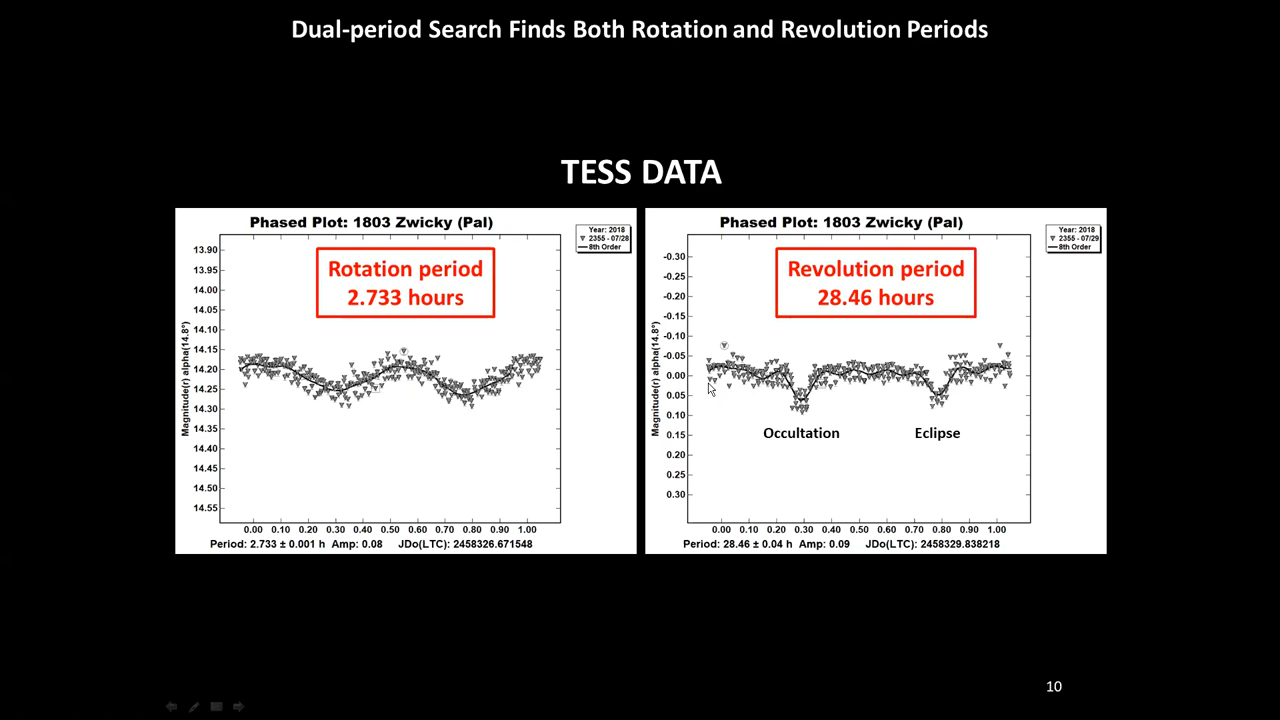 Dual-period Search Finds Both Rotation and Revolution Periods
TESS DATA
Phased Plot: 1803 Zwicky (Pal)
Year: 2018
2355 - 07/28
8th Order
Rotation period
2.733 hours
Magnitude(r) alpha(14.8°)
13.90
13.95
14.00
14.05
14.10
14.15
14.20
14.25
14.30
14.35
14.40
14.45
14.50
14.55
0.00 0.10 0.20 0.30 0.40 0.50 0.60 0.70 0.80 0.90 1.00
Period: 2.733 ± 0.001 h Amp: 0.08 JDo(LTC): 2458326.671548
Phased Plot: 1803 Zwicky (Pal)
Year: 2018
2355 - 07/29
8th Order
Revolution period
28.46 hours
Magnitude(r) alpha(14.8°)
-0.30
-0.25
-0.20
-0.15
-0.10
-0.05
0.00
0.05
0.10
0.15
0.20
0.25
0.30
Occultation
Eclipse
0.00 0.10 0.20 0.30 0.40 0.50 0.60 0.70 0.80 0.90 1.00
Period: 28.46 ± 0.04 h Amp: 0.09 JDo(LTC): 2458329.838218
10